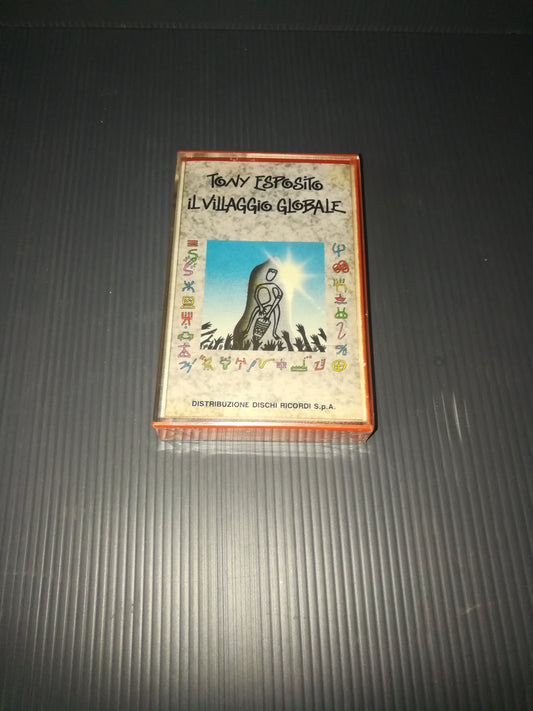 TONY ESPOSITO
iL ViLLAGGiO GLOBALE
DISTRIBUZIONE DISCHI RICORDI S.p.A.